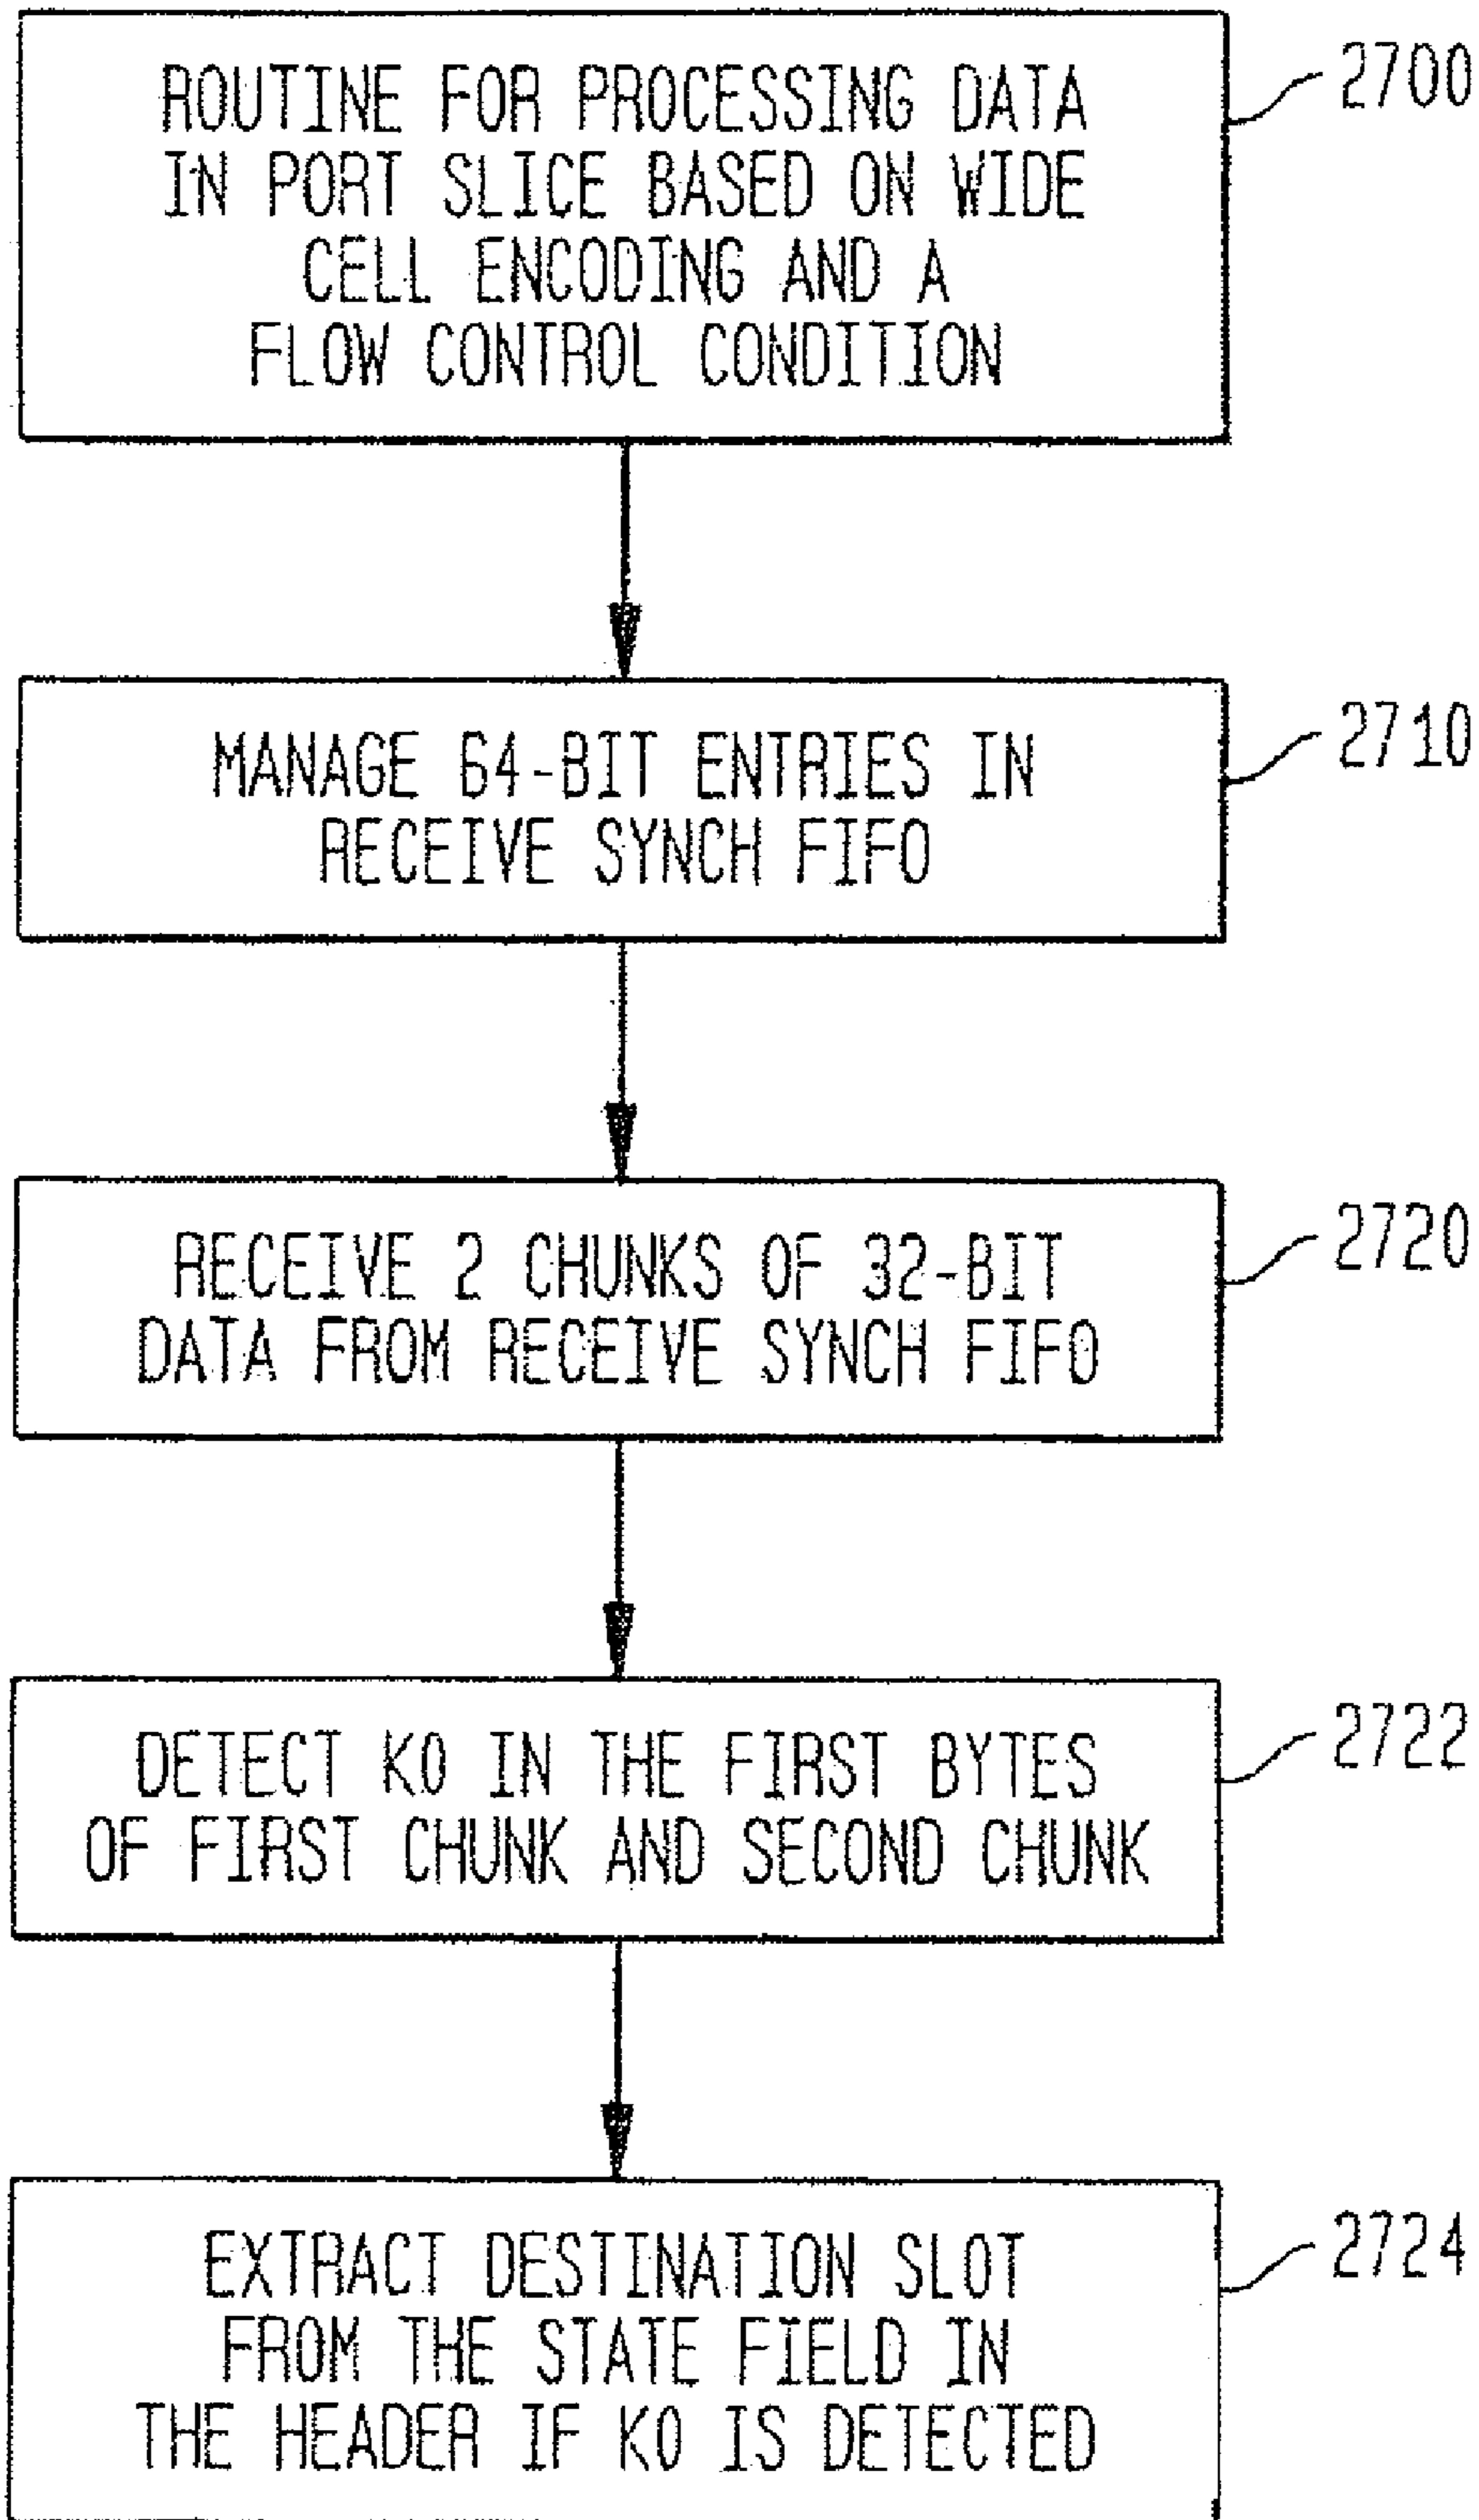 ROUTINE FOR PROCESSING DATA
IN PORT SLICE BASED ON WIDE
CELL ENCODING AND A
FLOW CONTROL CONDITION
2700
MANAGE 64-BIT ENTRIES IN
RECEIVE SYNCH FIFO
2710
RECEIVE 2 CHUNKS OF 32-BIT
DATA FROM RECEIVE SYNCH FIFO
2720
DETECT K0 IN THE FIRST BYTES
OF FIRST CHUNK AND SECOND CHUNK
2722
EXTRACT DESTINATION SLOT
FROM THE STATE FIELD IN
THE HEADER IF K0 IS DETECTED
2724